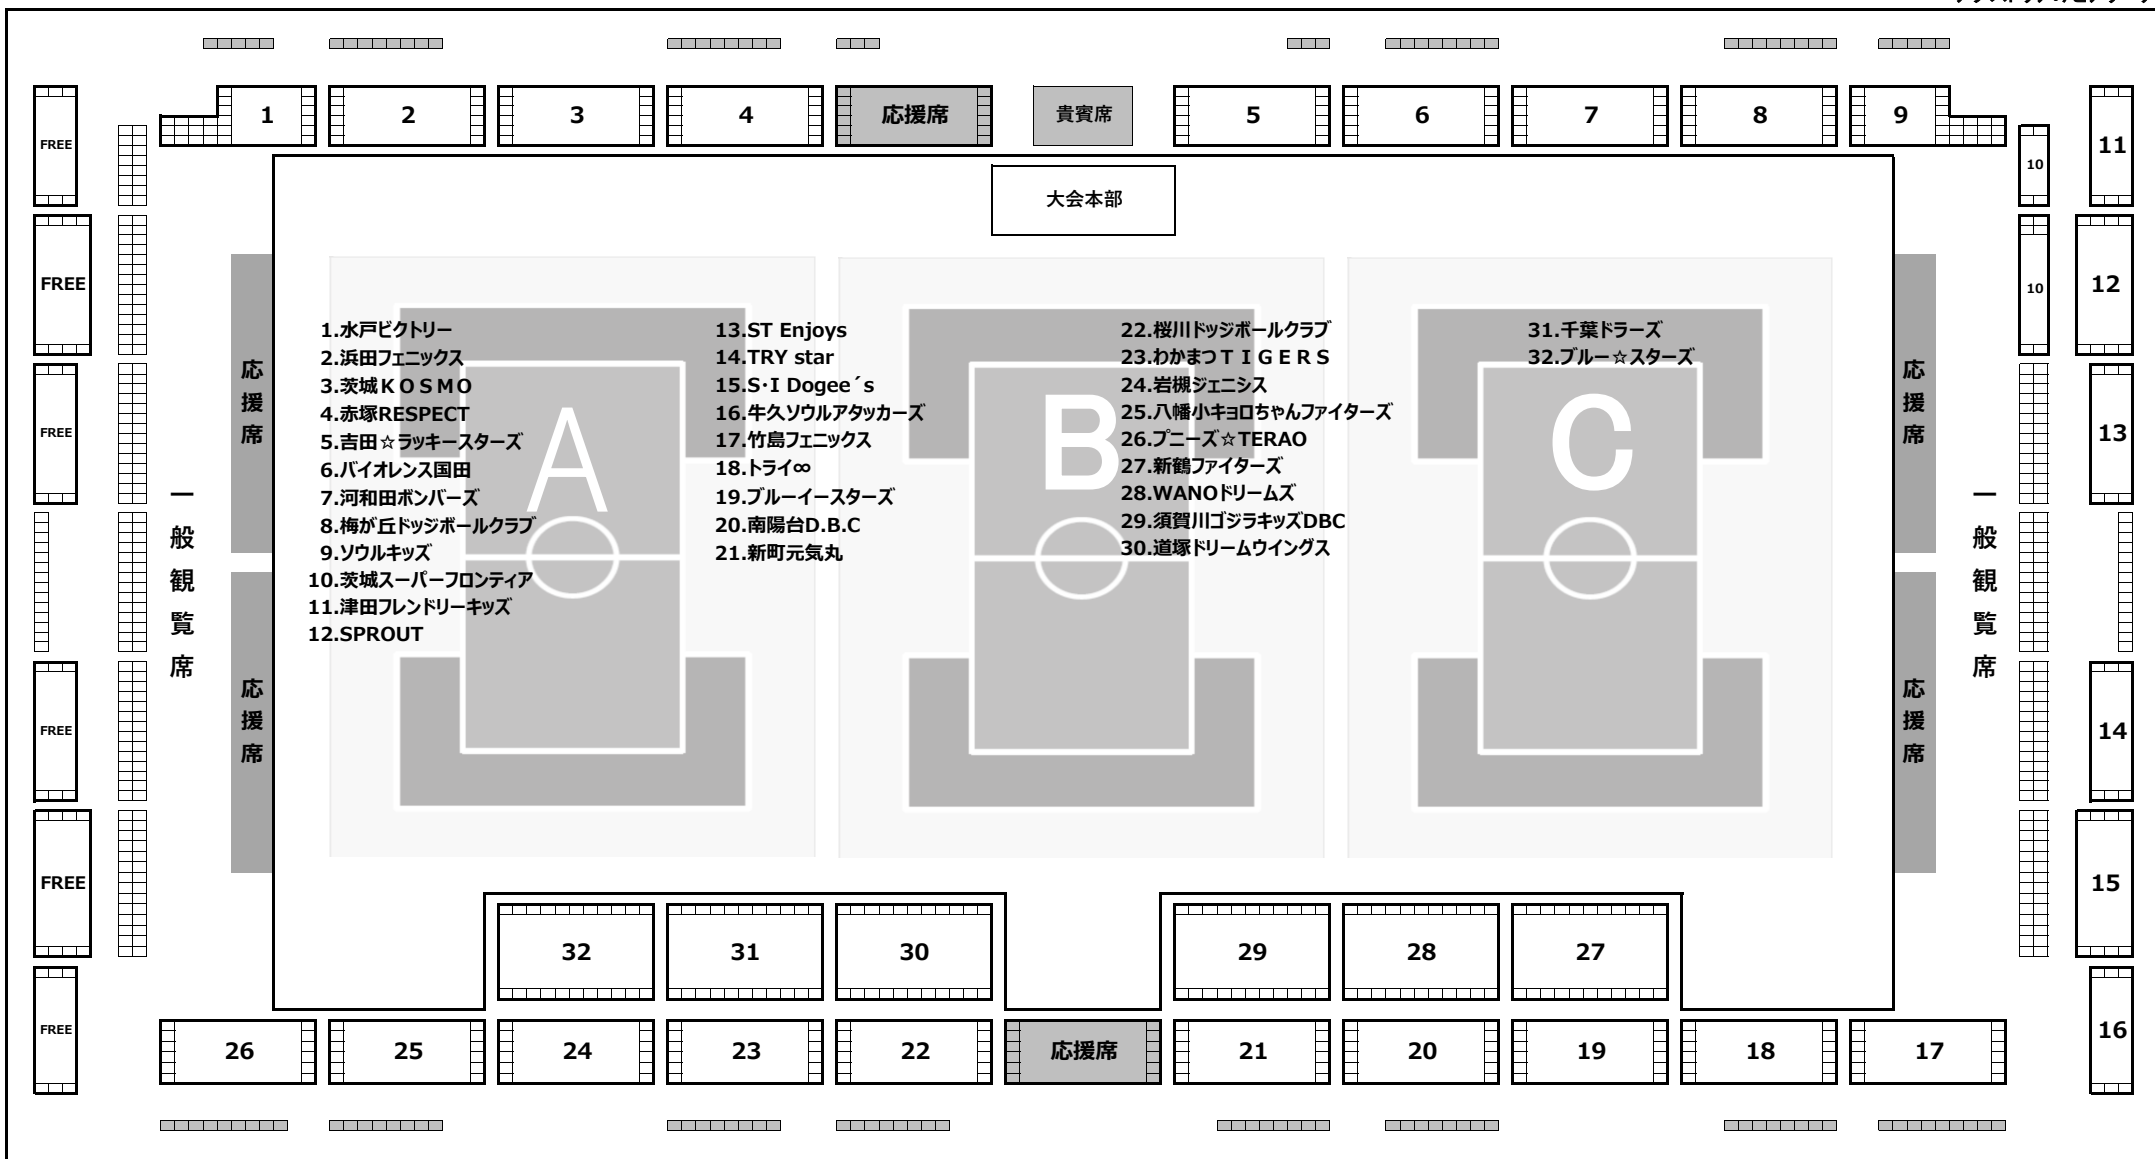 1
2
3
4
応援席
貴賓席
5
6
7
8
9
FREE
FREE
FREE
FREE
FREE
FREE
10
10
11
12
13
14
15
16
大会本部
一般観覧席
応援席
応援席
A
B
C
1.水戸ビクトリー
2.浜田フェニックス
3.茨城ＫＯＳＭＯ
4.赤塚RESPECT
5.吉田☆ラッキースターズ
6.バイオレンス国田
7.河和田ボンバーズ
8.梅が丘ドッジボールクラブ
9.ソウルキッズ
10.茨城スーパーフロンティア
11.津田フレンドリーキッズ
12.SPROUT
13.ST Enjoys
14.TRY star
15.S･I Dogee´s
16.牛久ソウルアタッカーズ
17.竹島フェニックス
18.トライ∞
19.ブルーイースターズ
20.南陽台D.B.C
21.新町元気丸
22.桜川ドッジボールクラブ
23.わかまつＴＩＧＥＲＳ
24.岩槻ジェニシス
25.八幡小キョロちゃんファイターズ
26.プニーズ☆TERAO
27.新鶴ファイターズ
28.WANOドリームズ
29.須賀川ゴジラキッズDBC
30.道塚ドリームウイングス
31.千葉ドラーズ
32.ブルー☆スターズ
応援席
応援席
一般観覧席
32
31
30
29
28
27
26
25
24
23
22
応援席
21
20
19
18
17